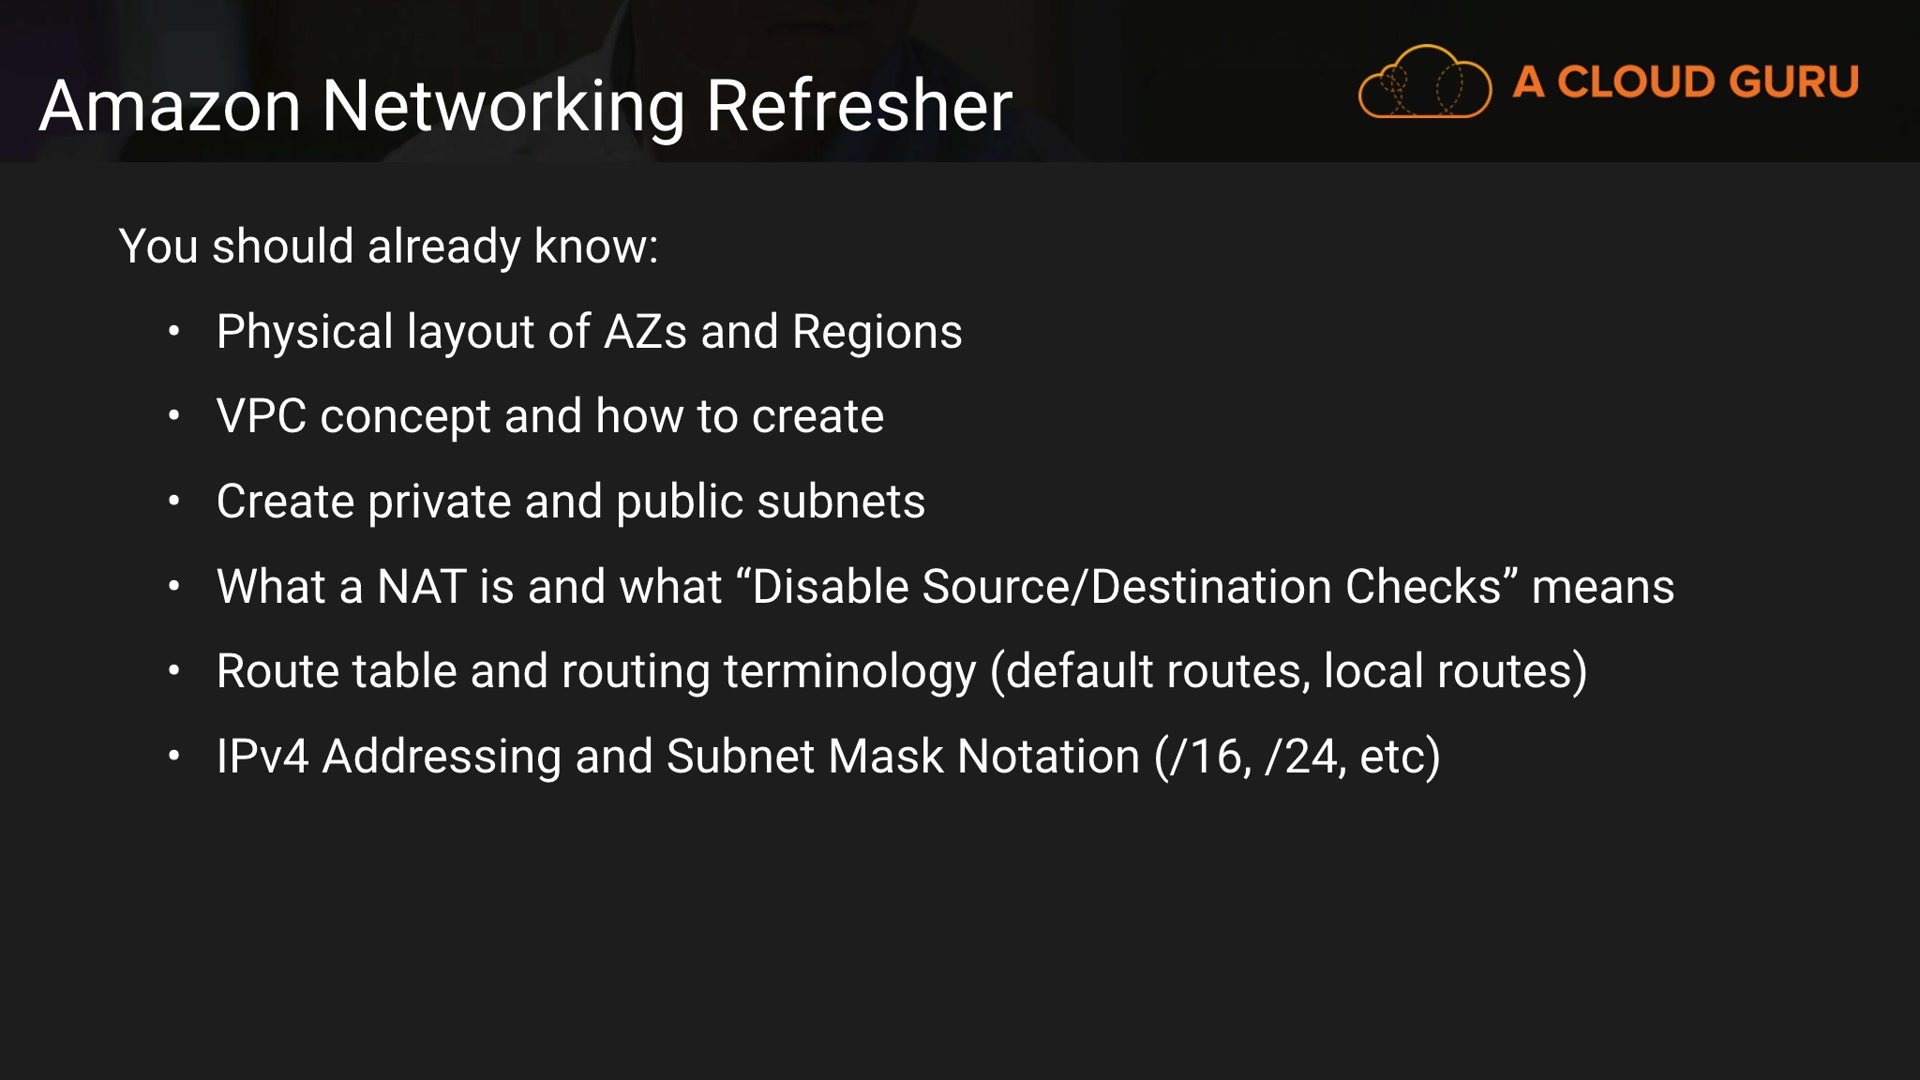 Amazon Networking Refresher
A CLOUD GURU
You should already know:
• Physical layout of AZs and Regions
• VPC concept and how to create
• Create private and public subnets
• What a NAT is and what “Disable Source/Destination Checks” means
• Route table and routing terminology (default routes, local routes)
• IPv4 Addressing and Subnet Mask Notation (/16, /24, etc)